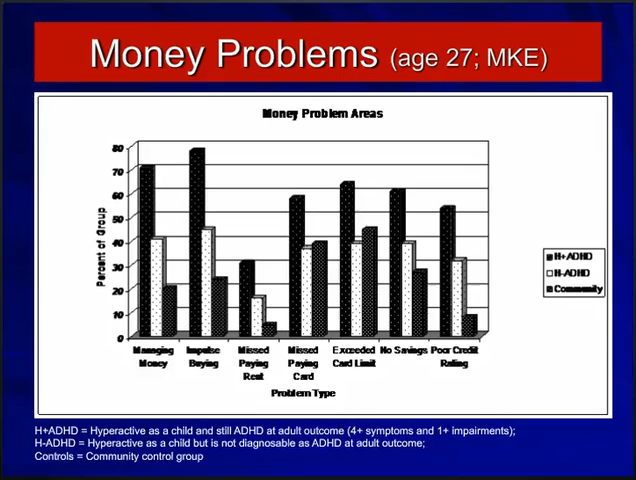 Money Problems (age 27; MKE)
Money Problem Areas
Percent of Group
80
70
60
50
40
30
20
10
0
Managing Money
Impulse Buying
Missed Paying Rent
Missed Paying Card
Exceeded Card Limit
No Savings
Poor Credit Rating
Problem Type
H+ADHD
H-ADHD
Community
H+ADHD = Hyperactive as a child and still ADHD at adult outcome (4+ symptoms and 1+ impairments);
H-ADHD = Hyperactive as a child but is not diagnosable as ADHD at adult outcome;
Controls = Community control group